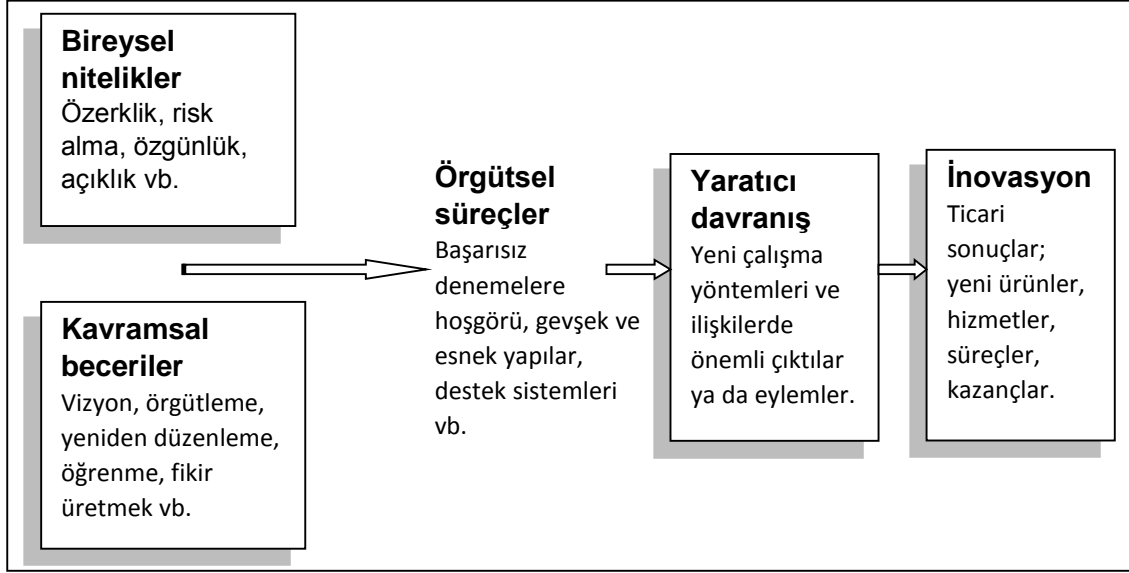 Bireysel
nitelikler
Özerklik, risk
alma, özgünlük,
açıklık vb.
Kavramsal
beceriler
Vizyon, örgütleme,
yeniden düzenleme,
öğrenme, fikir
üretmek vb.
Örgütsel
süreçler
Başarısız
denemelere
hoşgörü, gevşek ve
esnek yapılar,
destek sistemleri
vb.
Yaratıcı
davranış
Yeni çalışma
yöntemleri ve
ilişkilerde
önemli çıktılar
ya da eylemler.
İnovasyon
Ticari
sonuçlar;
yeni ürünler,
hizmetler,
süreçler,
kazançlar.